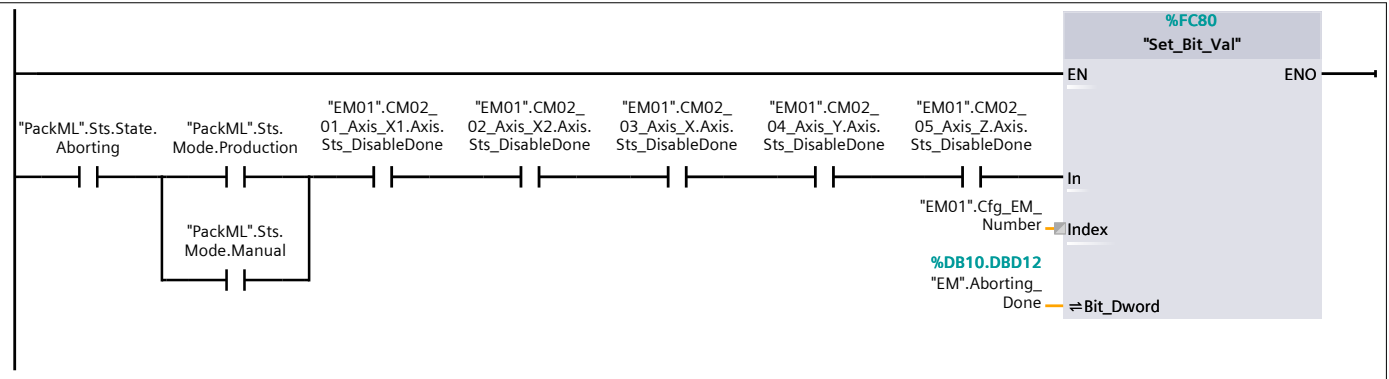 %FC80
"Set_Bit_Val"
EN
ENO
"PackML".Sts.State.
Aborting
"PackML".Sts.
Mode.Production
"EM01".CM02_
01_Axis_X1.Axis.
Sts_DisableDone
"EM01".CM02_
02_Axis_X2.Axis.
Sts_DisableDone
"EM01".CM02_
03_Axis_X.Axis.
Sts_DisableDone
"EM01".CM02_
04_Axis_Y.Axis.
Sts_DisableDone
"EM01".CM02_
05_Axis_Z.Axis.
Sts_DisableDone
In
"PackML".Sts.
Mode.Manual
"EM01".Cfg_EM_
Number
Index
%DB10.DBD12
"EM".Aborting_
Done
Bit_Dword